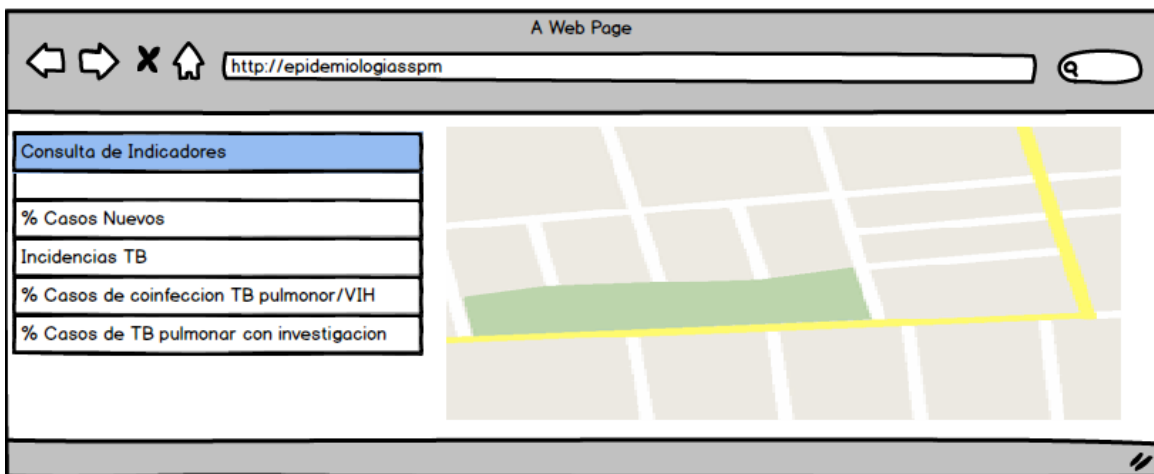 A Web Page
http://epidemiologiasspm
Consulta de Indicadores
% Casos Nuevos
Incidencias TB
% Casos de coinfeccion TB pulmonor/VIH
% Casos de TB pulmonar con investigacion